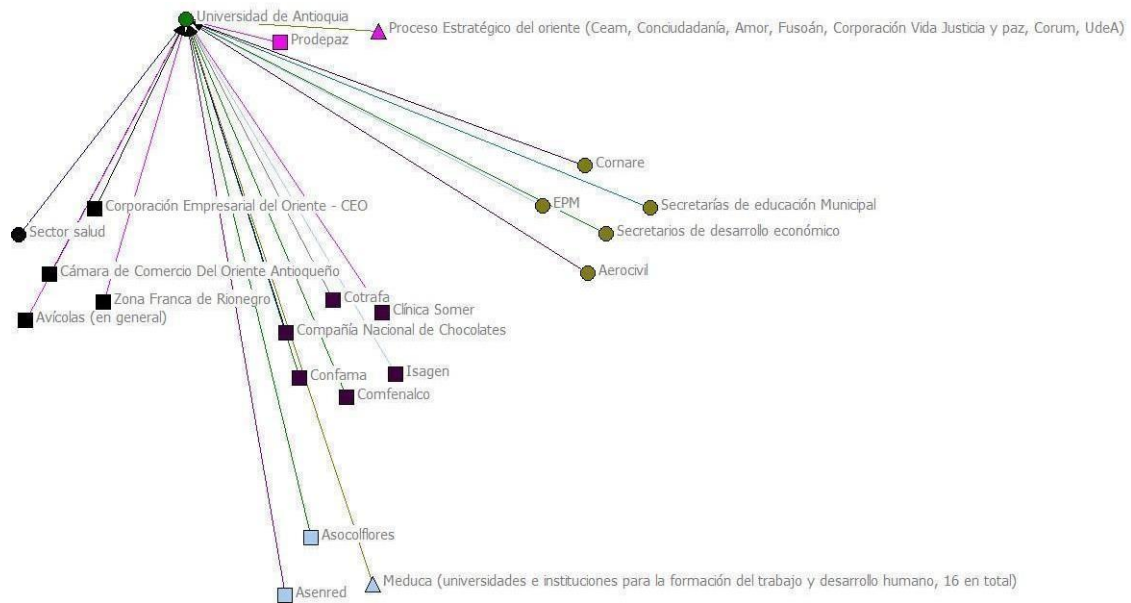 Universidad de Antioquia
Proceso Estratégico del oriente (Ceam, Conciudadanía, Amor, Fusoán, Corporación Vida Justicia y paz, Corum, UdeA)
Prodepaz
Cornare
EPM
Secretarías de educación Municipal
Corporación Empresarial del Oriente - CEO
Sector salud
Secretarios de desarrollo económico
Cámara de Comercio Del Oriente Antioqueño
Aerocivil
Zona Franca de Rionegro
Cotrafa
Avícolas (en general)
Clínica Somer
Compañía Nacional de Chocolates
Confama
Isagen
Comfenalco
Asocolflores
Meduca (universidades e instituciones para la formación del trabajo y desarrollo humano, 16 en total)
Asenred